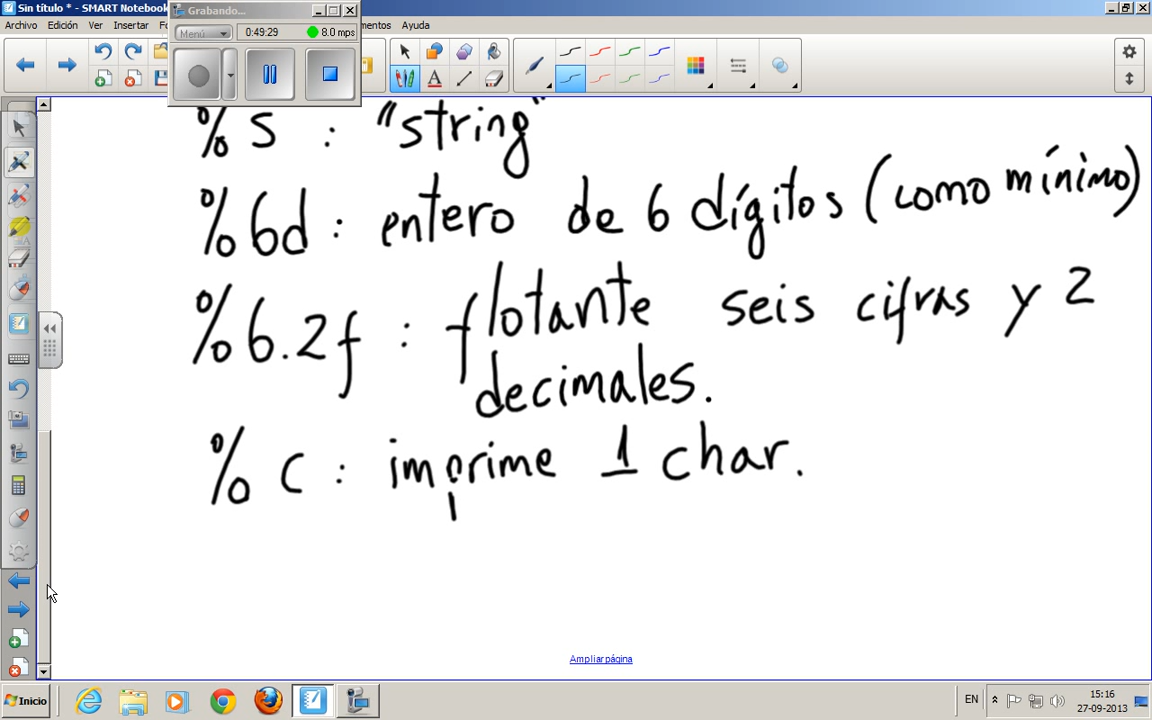 Sin título * - SMART Notebook
Grabando...
Archivo Edición Ver Insertar Ayuda
Menú 0:49:29 8.0 mps
%s : "string"
%6d : entero de 6 dígitos (como mínimo)
%6.2f : flotante seis cifras y 2
decimales.
%c : imprime 1 char.
Ampliar página
Inicio
EN
15:16
27-09-2013